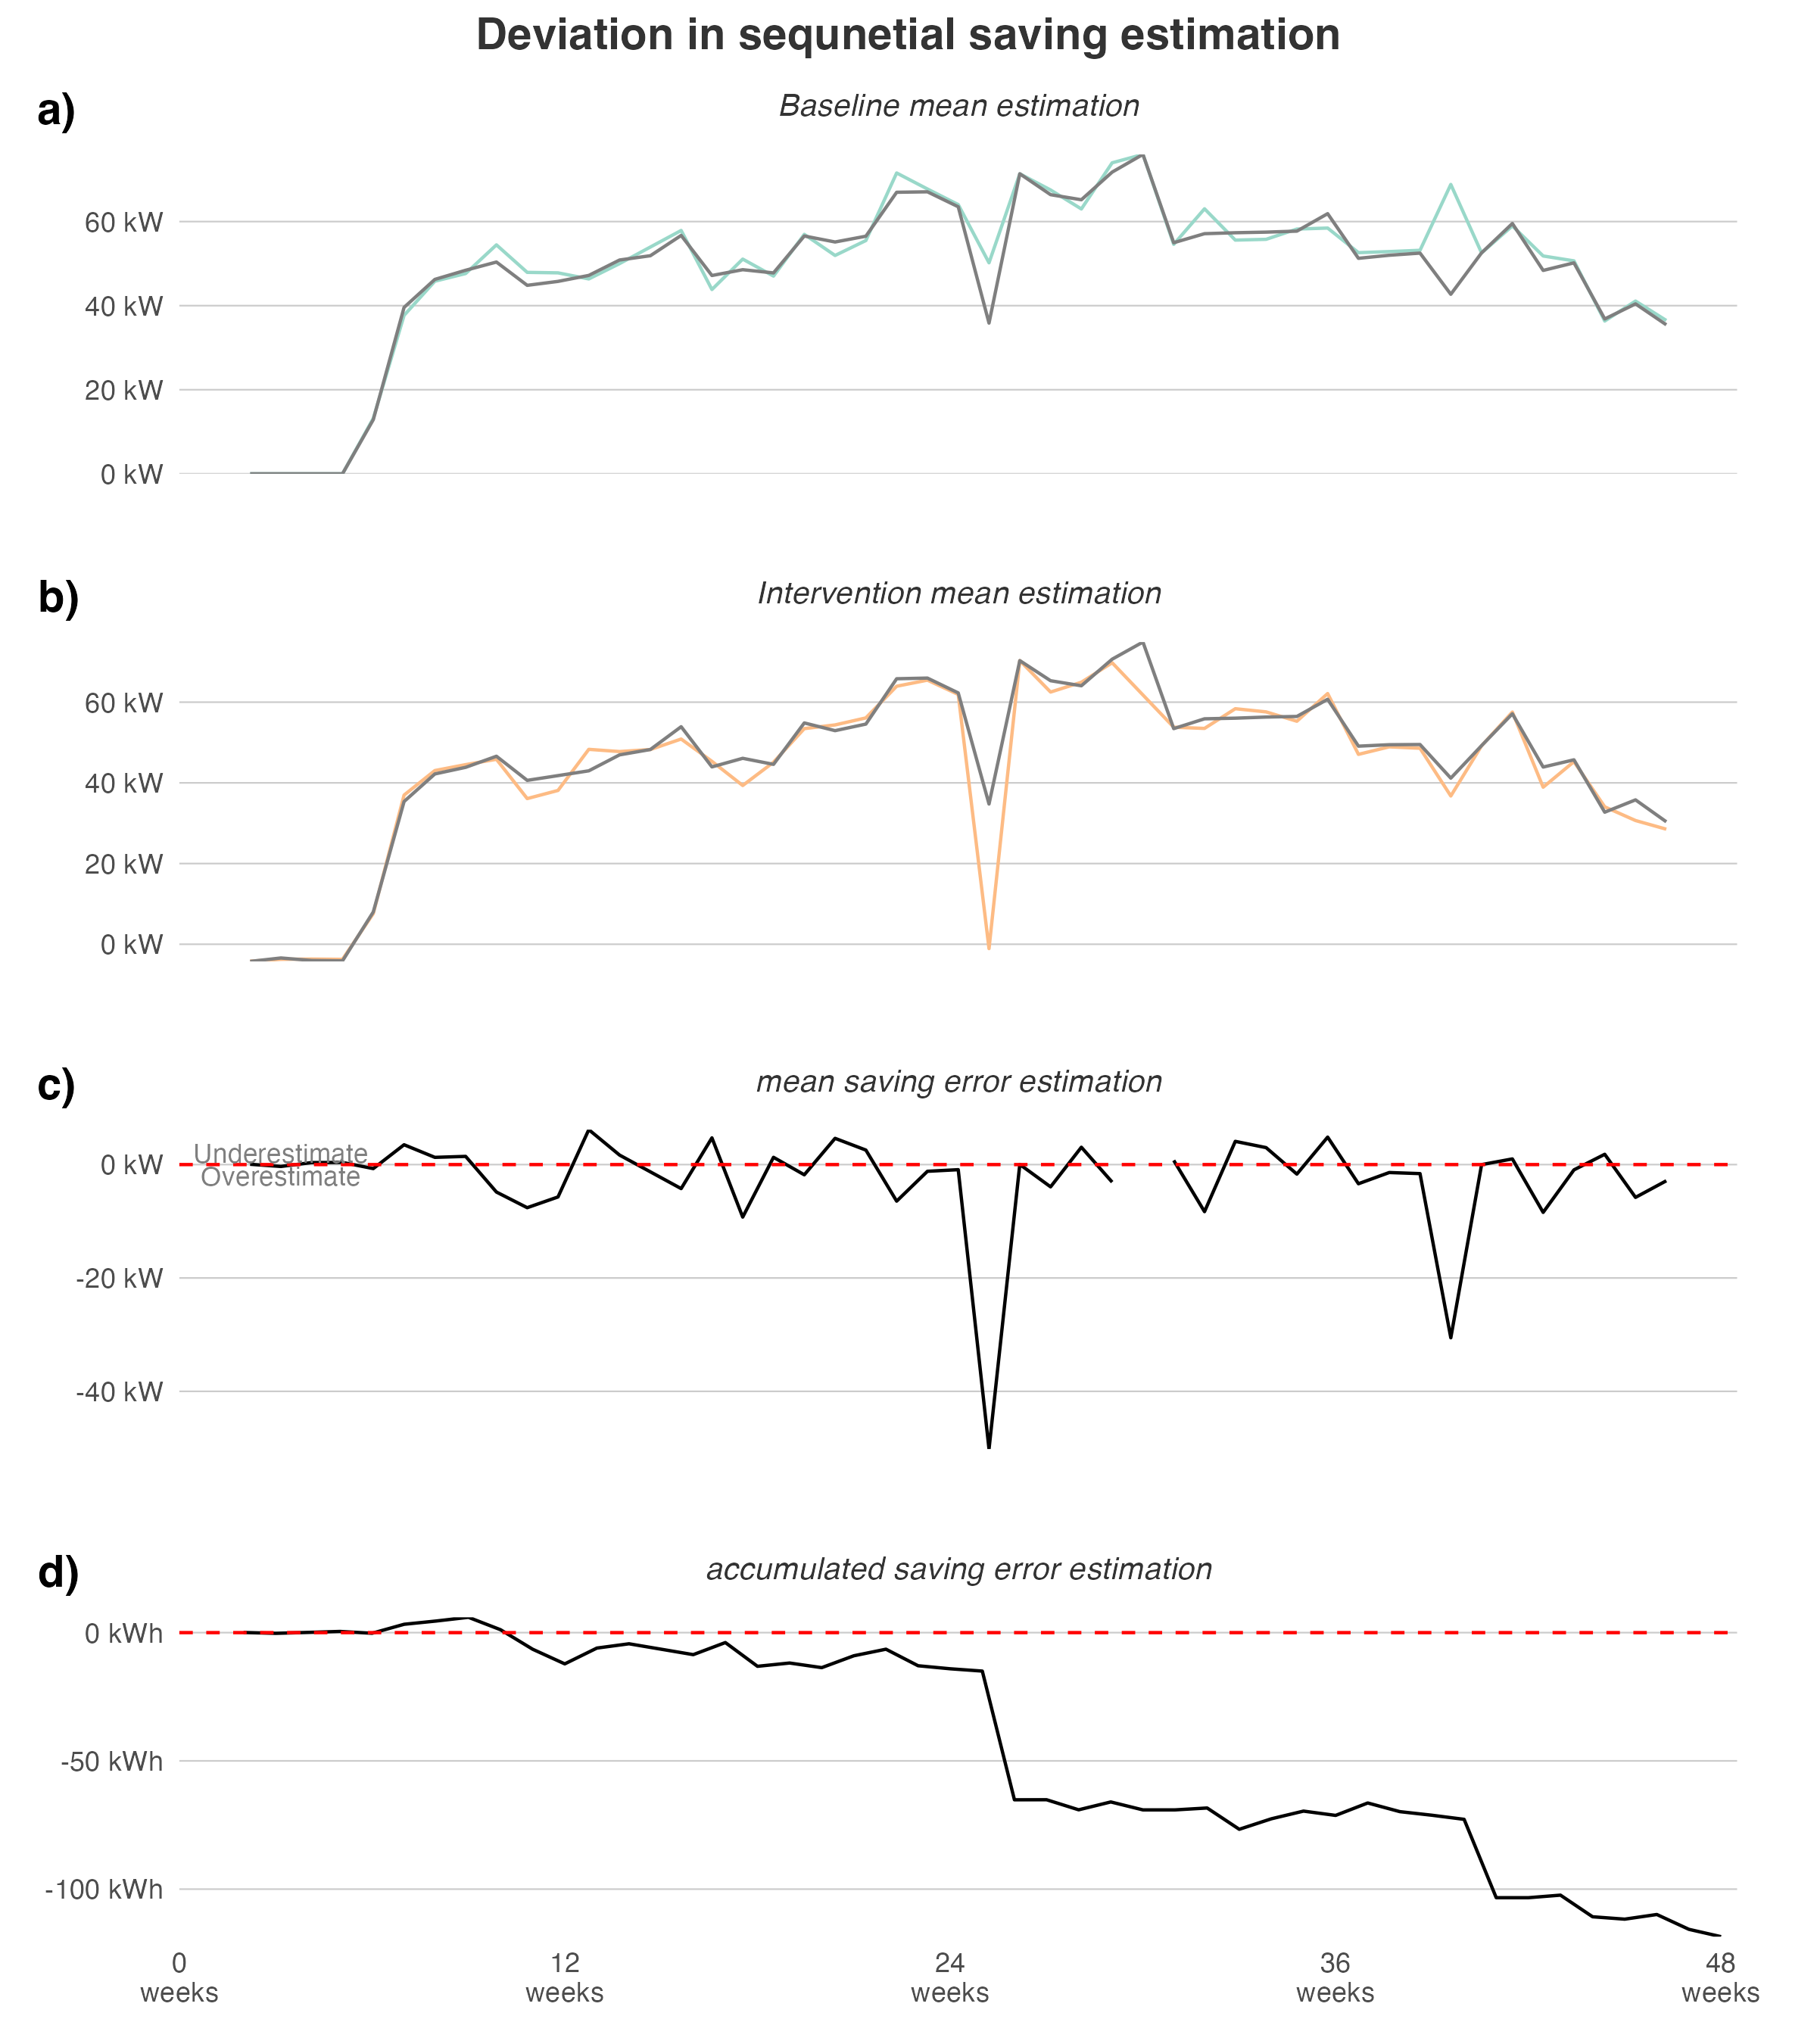 Deviation in sequnetial saving estimation
a)
Baseline mean estimation
60 kW
40 kW
20 kW
0 kW
b)
Intervention mean estimation
60 kW
40 kW
20 kW
0 kW
c)
mean saving error estimation
Underestimate
0 kW
Overestimate
-20 kW
-40 kW
d)
accumulated saving error estimation
0 kWh
-50 kWh
-100 kWh
0 12 24 36 48
weeks weeks weeks weeks weeks